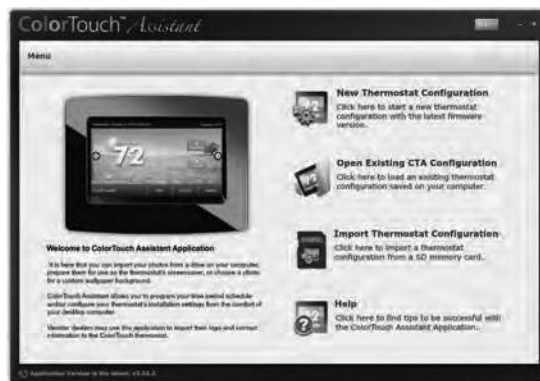 ColorTouch™ Assistant
Menu
72
Welcome to ColorTouch Assistant Application
It is here that you can import your photos from a drive on your computer,
prepare them for use as the thermostat's screensaver, or choose a photo
for a custom wallpaper background.
ColorTouch Assistant allows you to program your time period schedule
and/or configure your thermostat's installation settings from the comfort of
your desktop computer.
Venstar dealers may use this application to import their logo and contact
information to the ColorTouch thermostat.
New Thermostat Configuration
Click here to start a new thermostat
configuration with the latest firmware
version.
Open Existing CTA Configuration
Click here to load an existing thermostat
configuration saved on your computer.
Import Thermostat Configuration
Click here to import a thermostat
configuration from a SD memory card.
Help
Click here to find tips to be successful with
the ColorTouch Assistant Application.
Application Version is the latest: